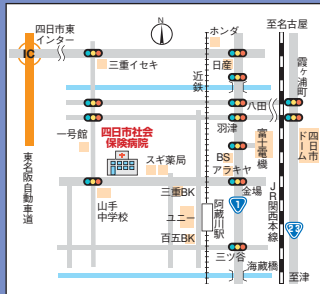 N
至名古屋
四日市東
インター
IC
ホンダ
三重イセキ
日産
近鉄
霞ヶ浦町
八田
羽津
一号館
四日市社会
保険病院
スギ薬局
BS
アラキヤ
富士電機
四日市
ドーム
金場
三重BK
山手
中学校
ユニー
阿蔵川駅
1
JR関西本線
23
百五BK
三ツ谷
海蔵橋
東名阪自動車道
至津